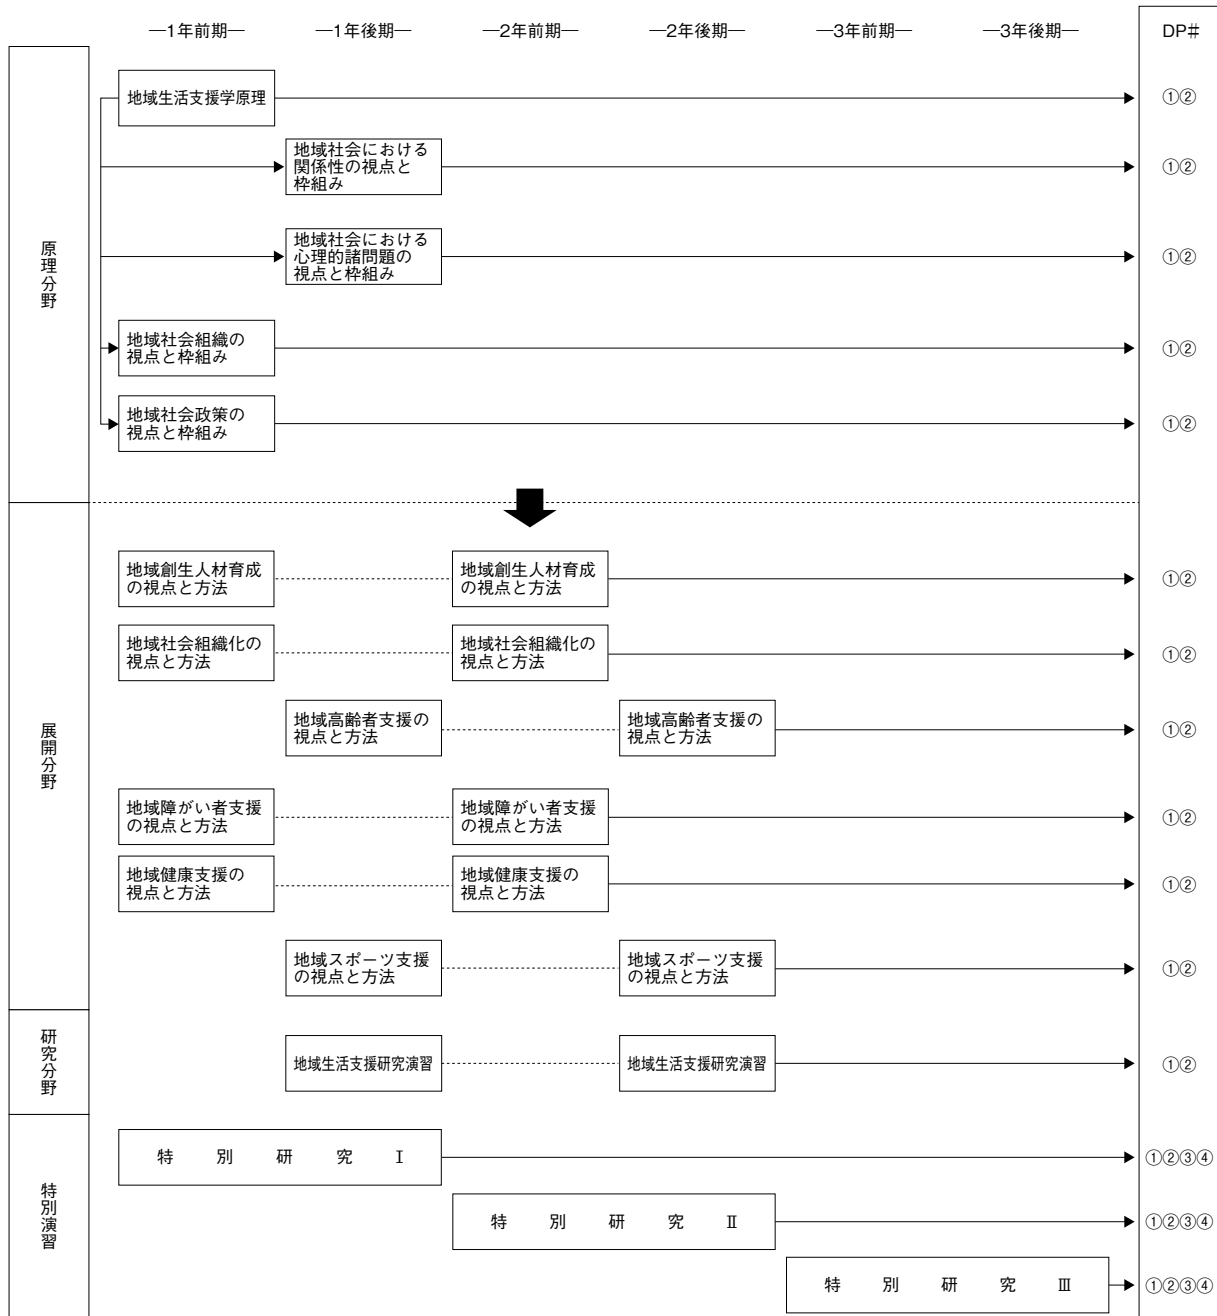 ―1年前期― ―1年後期― ―2年前期― ―2年後期― ―3年前期― ―3年後期― DP#
原理分野
地域生活支援学原理 ①②
地域社会における
関係性の視点と
枠組み
①②
地域社会における
心理的諸問題の
視点と枠組み
①②
地域社会組織の
視点と枠組み
①②
地域社会政策の
視点と枠組み
①②
展開分野
地域創生人材育成
の視点と方法
地域創生人材育成
の視点と方法
①②
地域社会組織化の
視点と方法
地域社会組織化の
視点と方法
①②
地域高齢者支援の
視点と方法
地域高齢者支援の
視点と方法
①②
地域障がい者支援
の視点と方法
地域障がい者支援
の視点と方法
①②
地域健康支援の
視点と方法
地域健康支援の
視点と方法
①②
地域スポーツ支援
の視点と方法
地域スポーツ支援
の視点と方法
①②
研究分野
地域生活支援研究演習 地域生活支援研究演習 ①②
特別演習
特別研究Ⅰ ①②③④
特別研究Ⅱ ①②③④
特別研究Ⅲ ①②③④